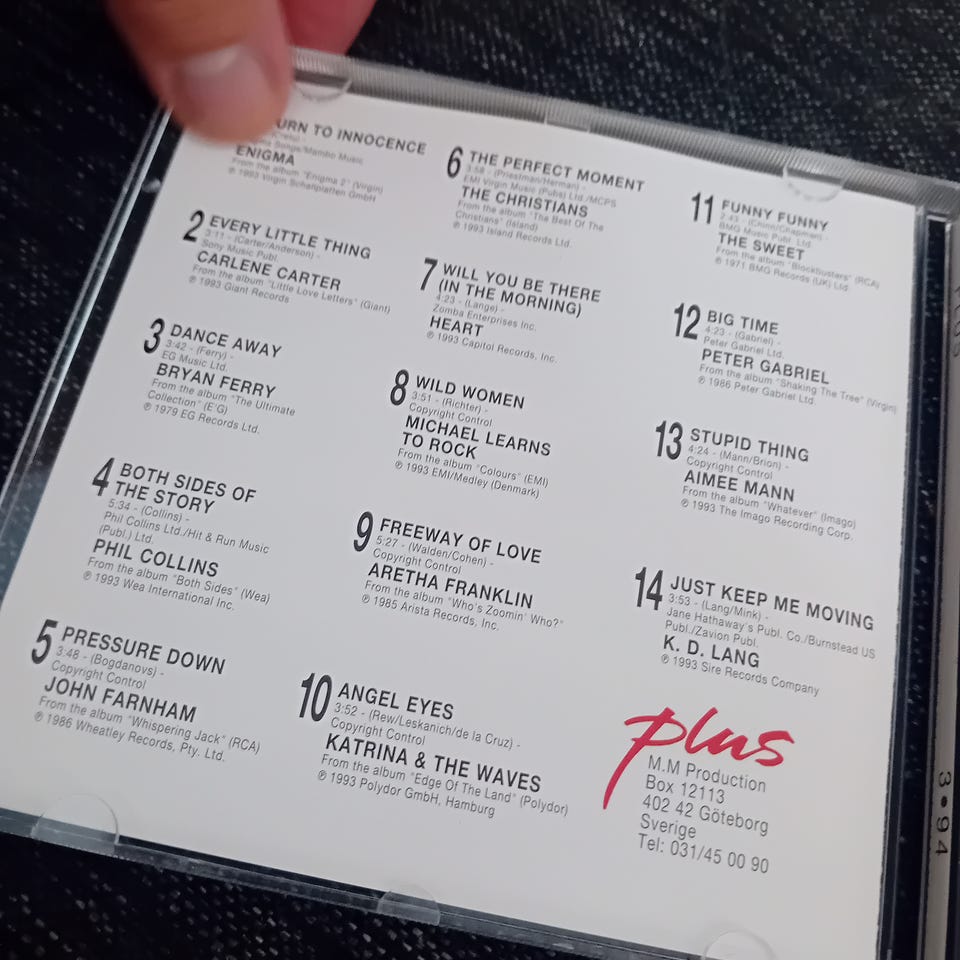 URN TO INNOCENCE
Songs/Mambo Music
ENIGMA
From the album "Enigma 2" (Virgin)
℗ 1993 Virgin Schallplatten GmbH
2 EVERY LITTLE THING
3:11 - (Carter/Anderson) -
Sony Music Publ.
CARLENE CARTER
From the album "Little Love Letters" (Giant)
℗ 1993 Giant Records
3 DANCE AWAY
3:42 - (Ferry) -
EG Music Ltd.
BRYAN FERRY
From the album "The Ultimate
Collection" (E'G)
℗ 1979 EG Records Ltd.
4 BOTH SIDES OF
THE STORY
5:34 - (Collins) -
Phil Collins Ltd./Hit & Run Music
(Publ.) Ltd.
PHIL COLLINS
From the album "Both Sides" (Wea)
℗ 1993 Wea International Inc.
5 PRESSURE DOWN
3:48 - (Bogdanovs) -
Copyright Control
JOHN FARNHAM
From the album "Whispering Jack" (RCA)
℗ 1986 Wheatley Records, Pty. Ltd.
6 THE PERFECT MOMENT
3:58 - (Priestman/Herman) -
EMI Virgin Music (Pubs) Ltd./MCPS
THE CHRISTIANS
From the album "The Best Of The
Christians" (Island)
℗ 1993 Island Records Ltd.
7 WILL YOU BE THERE
(IN THE MORNING)
4:23 - (Lange) -
Zomba Enterprises Inc.
HEART
℗ 1993 Capitol Records, Inc.
8 WILD WOMEN
3:51 - (Richter) -
Copyright Control
MICHAEL LEARNS
TO ROCK
From the album "Colours" (EMI)
℗ 1993 EMI/Medley (Denmark)
9 FREEWAY OF LOVE
5:27 - (Walden/Cohen) -
Copyright Control
ARETHA FRANKLIN
From the album "Who's Zoomin' Who?"
℗ 1985 Arista Records, Inc.
10 ANGEL EYES
3:52 - (Rew/Leskanich/de la Cruz) -
Copyright Control
KATRINA & THE WAVES
From the album "Edge Of The Land" (Polydor)
℗ 1993 Polydor GmbH, Hamburg
11 FUNNY FUNNY
2:43 - (Chinn/Chapman) -
BMG Music Publ. Ltd.
THE SWEET
From the album "Blockbusters" (RCA)
℗ 1971 BMG Records (UK) Ltd.
12 BIG TIME
4:23 - (Gabriel) -
Peter Gabriel Ltd.
PETER GABRIEL
From the album "Shaking The Tree" (Virgin)
℗ 1986 Peter Gabriel Ltd.
13 STUPID THING
4:24 - (Mann/Brion) -
Copyright Control
AIMEE MANN
From the album "Whatever" (Imago)
℗ 1993 The Imago Recording Corp.
14 JUST KEEP ME MOVING
3:53 - (Lang/Mink) -
Jane Hathaway's Publ. Co./Burnstead US
Publ./Zavion Publ.
K. D. LANG
℗ 1993 Sire Records Company
plus
M.M Production
Box 12113
402 42 Göteborg
Sverige
Tel: 031/45 00 90
3•94